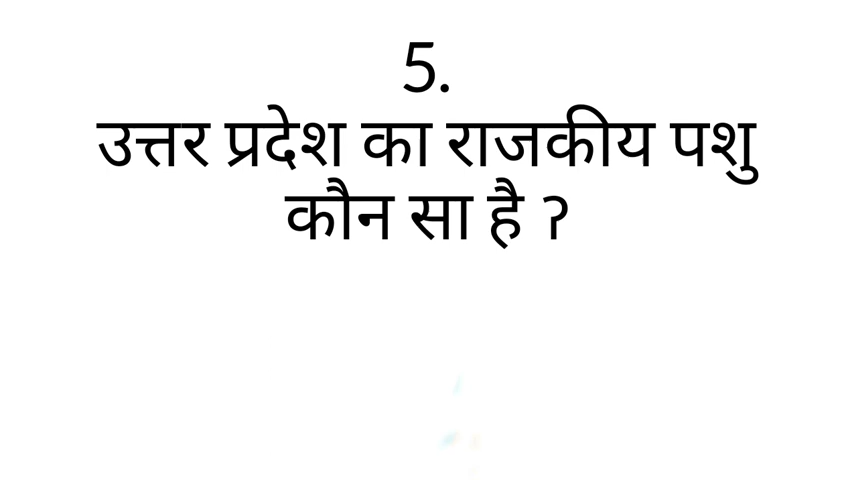 5.
उत्तर प्रदेश का राजकीय पशु
कौन सा है ?